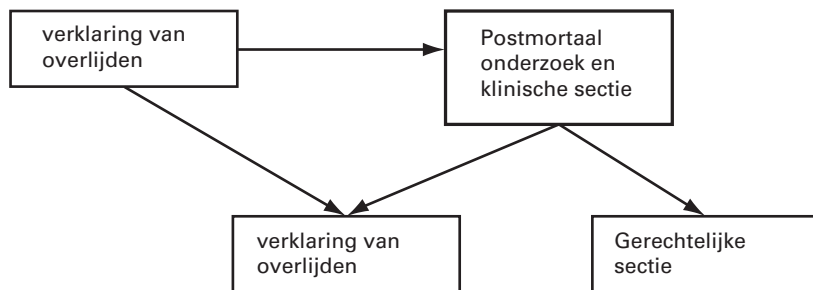 verklaring van
overlijden
Postmortaal
onderzoek en
klinische sectie
verklaring van
overlijden
Gerechtelijke
sectie